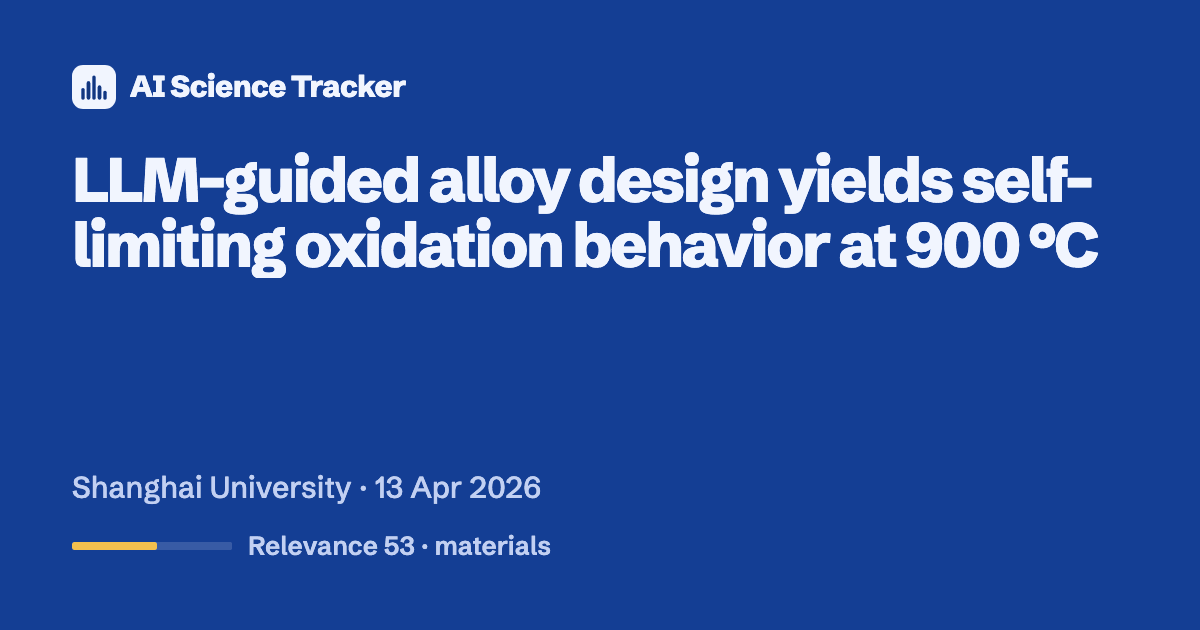 AI Science Tracker
LLM-guided alloy design yields self-
limiting oxidation behavior at 900 °C
Shanghai University · 13 Apr 2026
Relevance 53 · materials